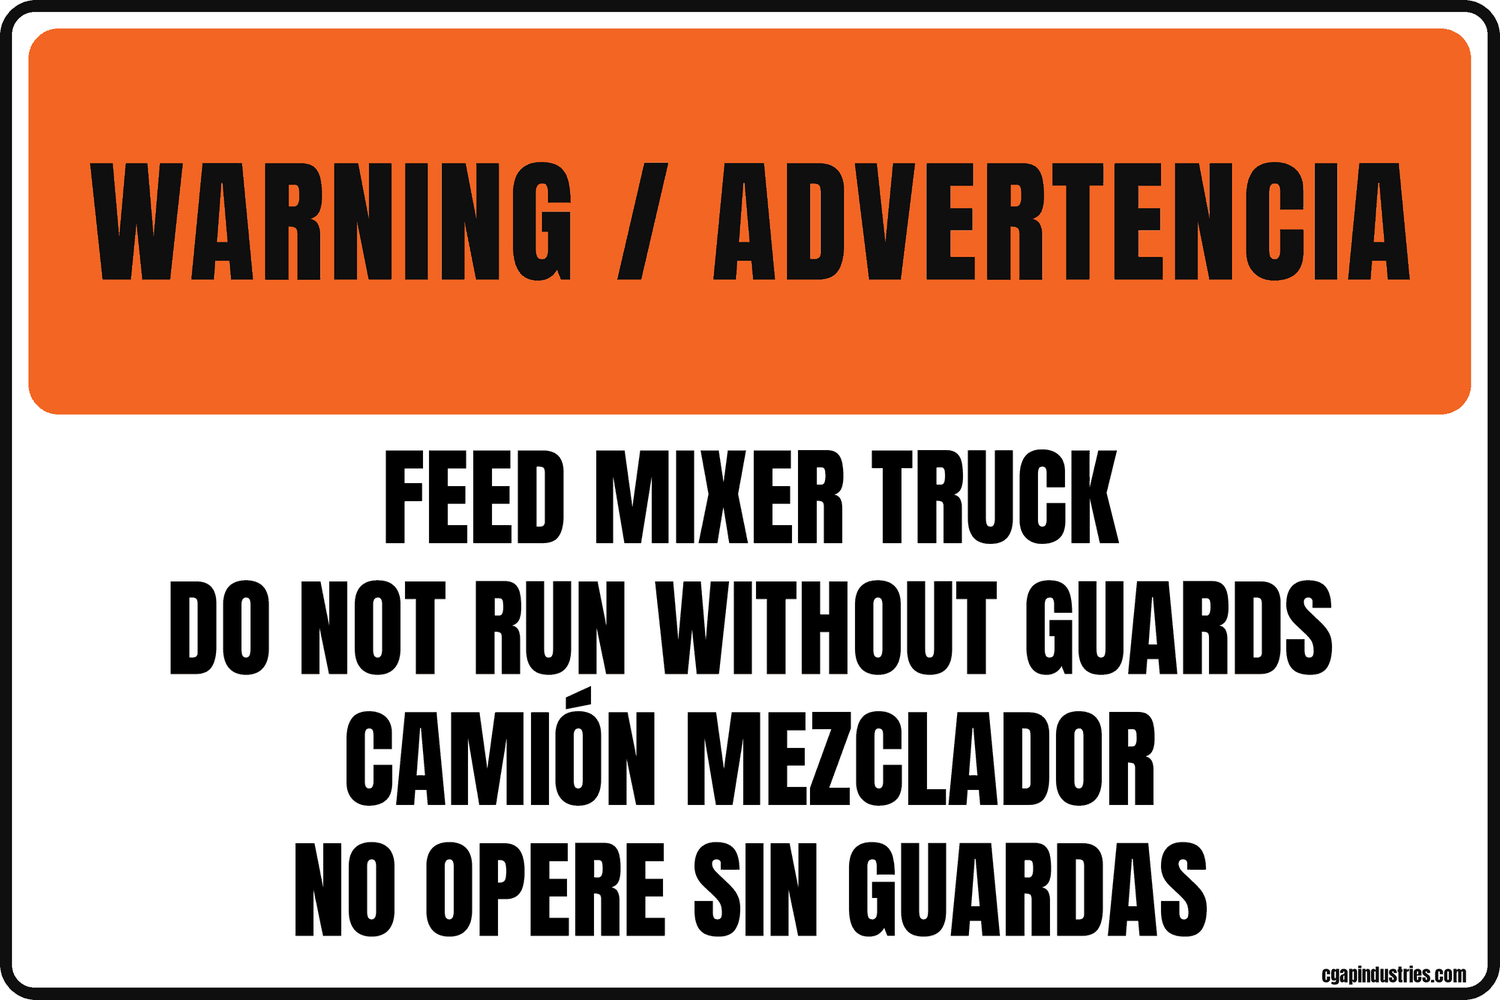 WARNING / ADVERTENCIA
FEED MIXER TRUCK
DO NOT RUN WITHOUT GUARDS
CAMIÓN MEZCLADOR
NO OPERE SIN GUARDAS
cgapindustries.com